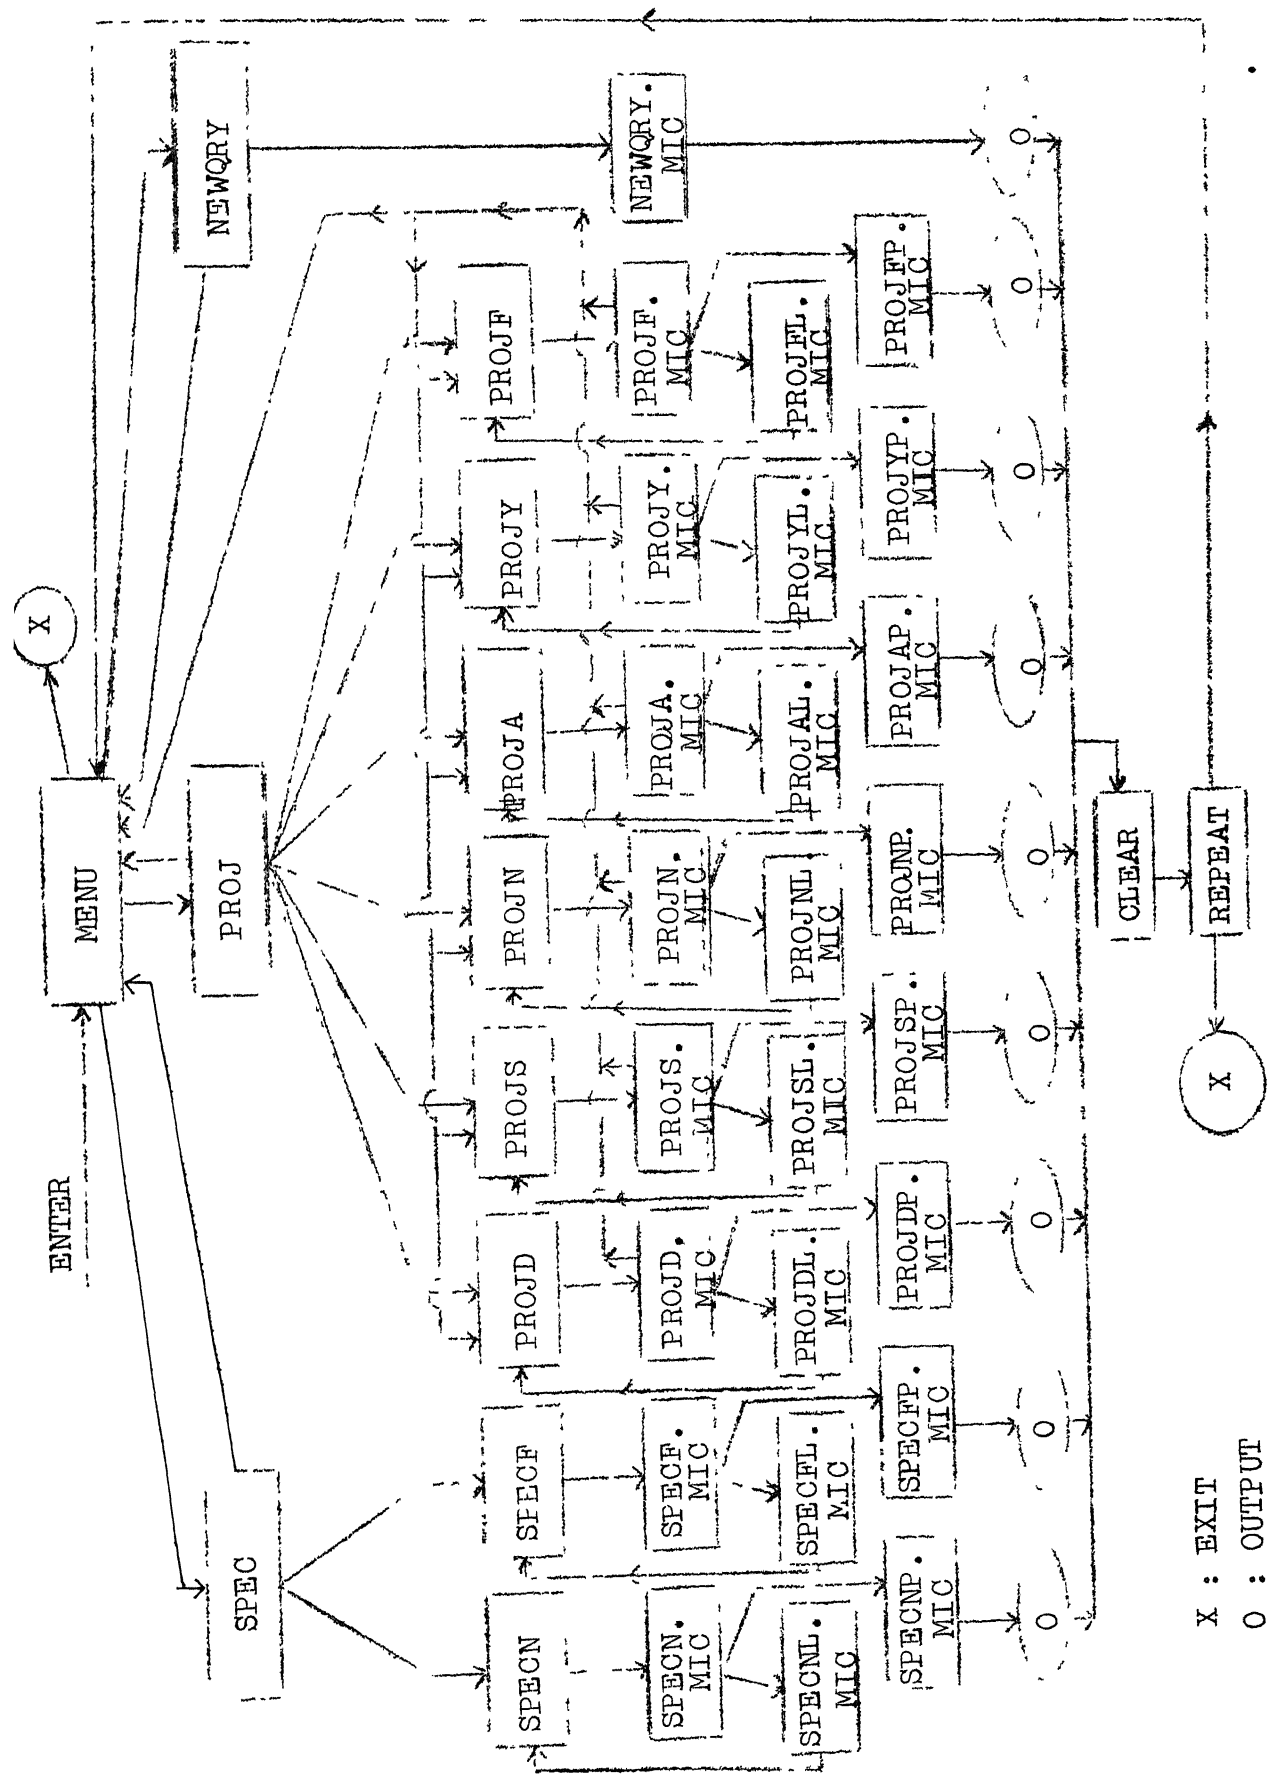 X
ENTER
MENU
SPEC
PROJ
NEWQRY
SPECN
SPECF
PROJD
PROJS
PROJN
PROJA
PROJY
PROJF
SPECN.
MIC
SPECF.
MIC
PROJD.
MIC
PROJS.
MIC
PROJN.
MIC
PROJA.
MIC
PROJY.
MIC
PROJF.
MIC
NEWQRY.
MIC
SPECNL.
MIC
SPECFL.
MIC
PROJDL.
MIC
PROJSL.
MIC
PROJNL.
MIC
PROJAL.
MIC
PROJYL.
MIC
PROJFL.
MIC
SPECNP.
MIC
SPECFP.
MIC
PROJDP.
MIC
PROJSP.
MIC
PROJNP.
MIC
PROJAP.
MIC
PROJYP.
MIC
PROJFP.
MIC
O
O
O
O
O
O
O
O
O
CLEAR
X
REPEAT
X : EXIT
O : OUTPUT